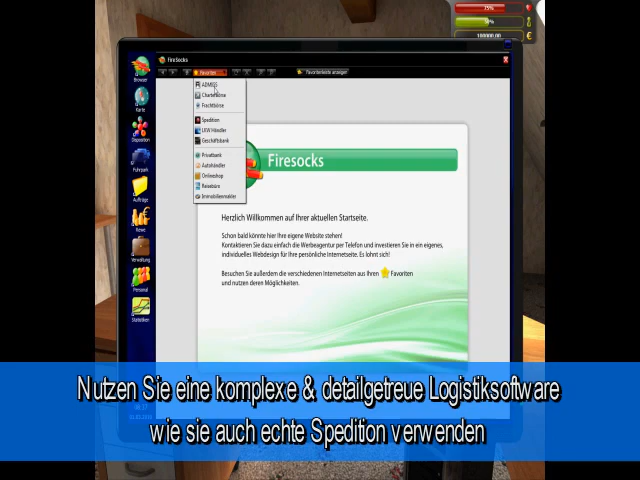 75%
50%
100000,00 €
FireSocks
Favoriten
Favoritenleiste anzeigen
Browser
Karte
Disposition
Fuhrpark
Aufträge
News
Verwaltung
Personal
Statistiken
Charterbörse
Frachtbörse
Spedition
LKW Händler
Geschäftsbank
Privatbank
Autohändler
Onlineshop
Reisebüro
Immobilienmakler
Firesocks
Herzlich Willkommen auf Ihrer aktuellen Startseite.
Schon bald könnte hier Ihre eigene Website stehen!
Kontaktieren Sie dazu einfach die Werbeagentur per Telefon und investieren Sie in ein eigenes,
individuelles Webdesign für Ihre persönliche Internetseite. Es lohnt sich!
Besuchen Sie außerdem die verschiedenen Internetseiten aus Ihren Favoriten
und nutzen deren Möglichkeiten.
Nutzen Sie eine komplexe & detailgetreue Logistiksoftware
wie sie auch echte Spedition verwenden